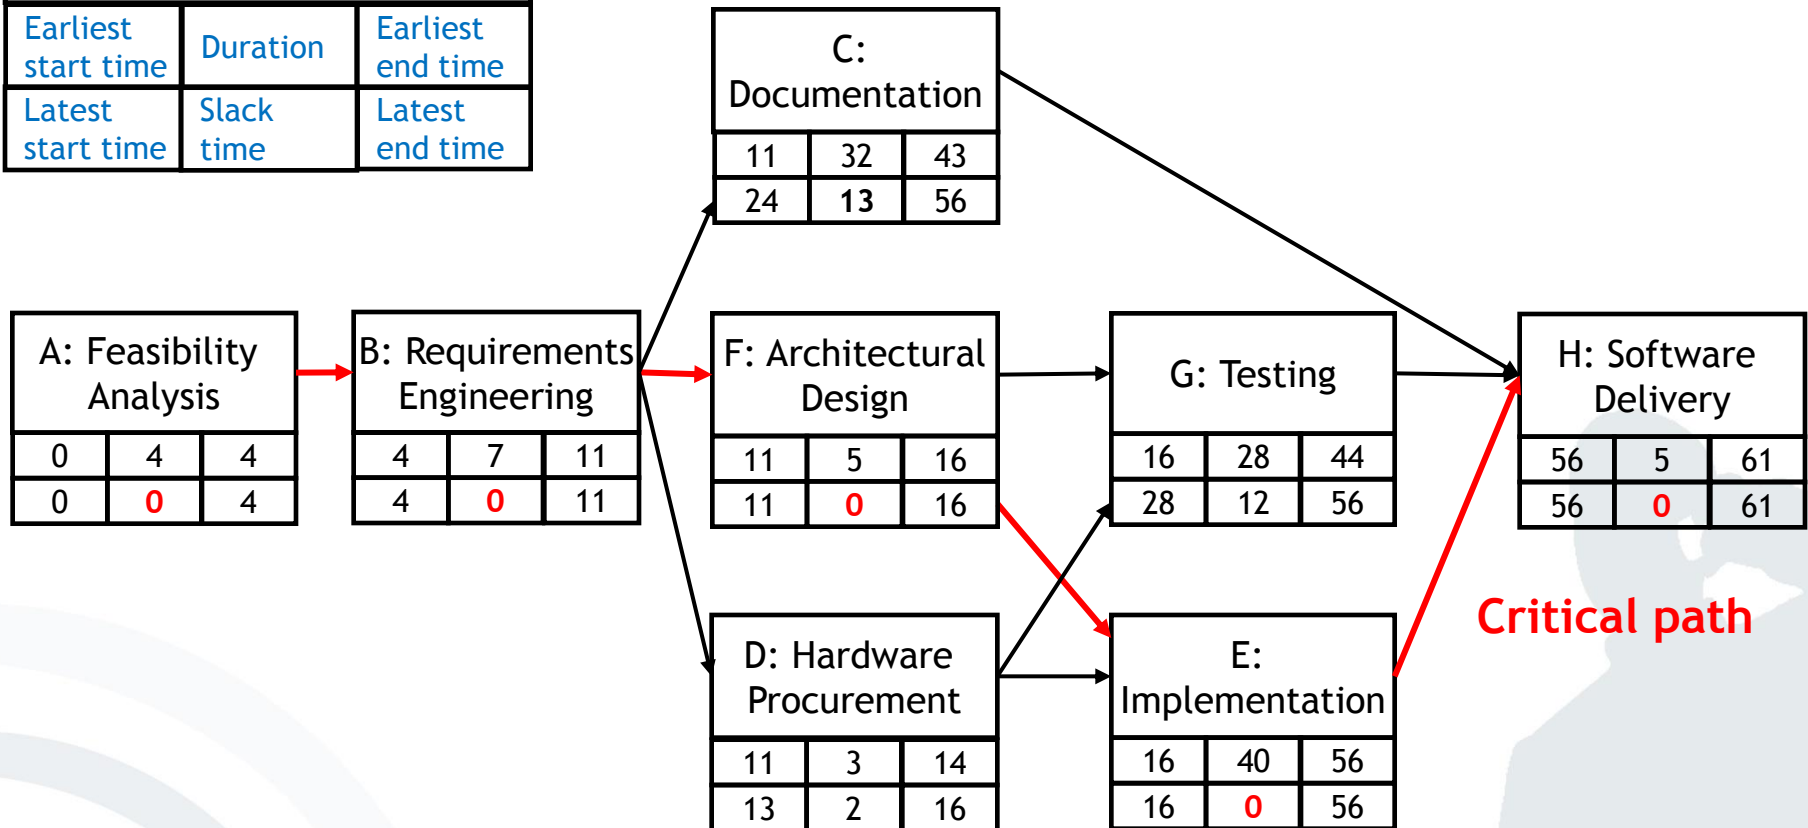 Earliest
start time
Duration
Earliest
end time
Latest
start time
Slack
time
Latest
end time
C:
Documentation
11 32 43
24 13 56
A: Feasibility
Analysis
0 4 4
0 0 4
B: Requirements
Engineering
4 7 11
4 0 11
F: Architectural
Design
11 5 16
11 0 16
G: Testing
16 28 44
28 12 56
H: Software
Delivery
56 5 61
56 0 61
D: Hardware
Procurement
11 3 14
13 2 16
E:
Implementation
16 40 56
16 0 56
Critical path